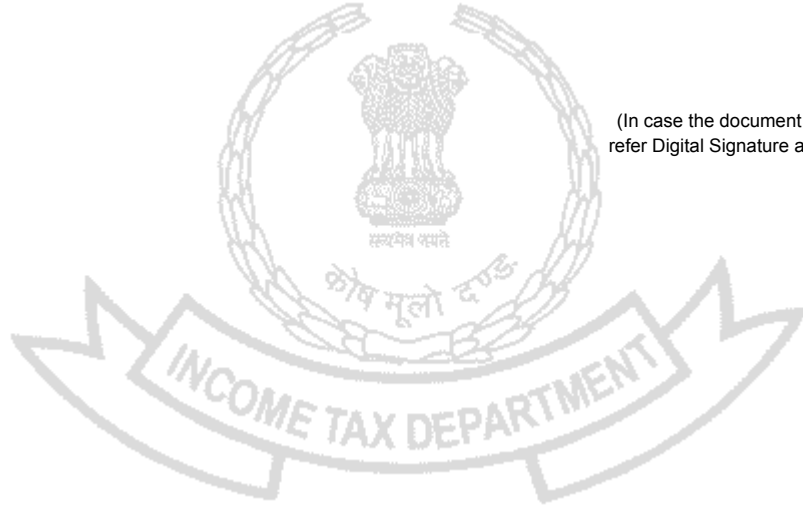 (In case the document
refer Digital Signature a
सत्यमेव जयते
कोष मूलो दण्ड:
INCOME TAX DEPARTMENT